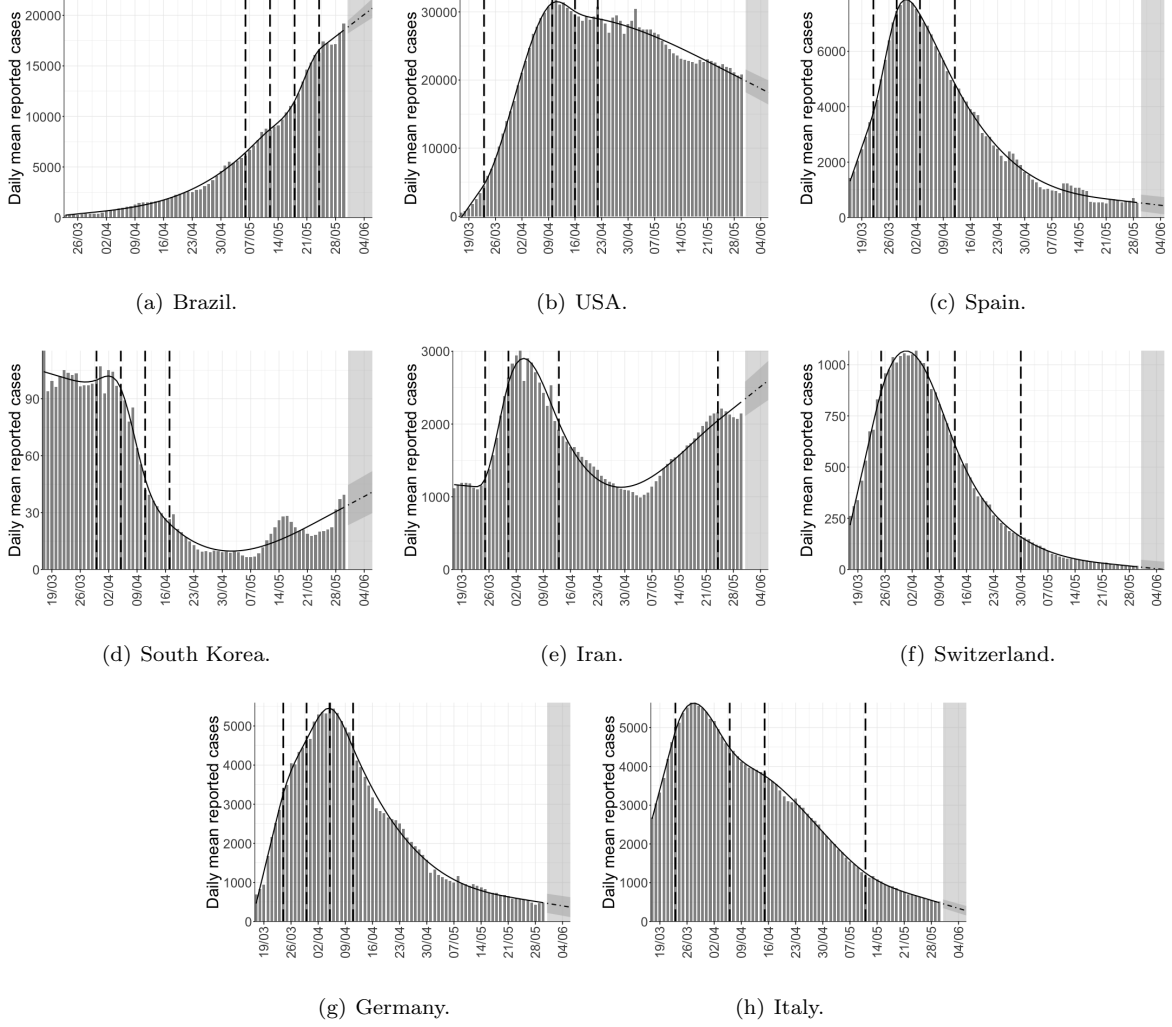 Daily mean reported cases
20000
15000
10000
5000
0
26/03 02/04 09/04 16/04 23/04 30/04 07/05 14/05 21/05 28/05 04/06
(a) Brazil.
Daily mean reported cases
30000
20000
10000
0
19/03 26/03 02/04 09/04 16/04 23/04 30/04 07/05 14/05 21/05 28/05 04/06
(b) USA.
Daily mean reported cases
6000
4000
2000
0
19/03 26/03 02/04 09/04 16/04 23/04 30/04 07/05 14/05 21/05 28/05 04/06
(c) Spain.
Daily mean reported cases
90
60
30
0
19/03 26/03 02/04 09/04 16/04 23/04 30/04 07/05 14/05 21/05 28/05 04/06
(d) South Korea.
Daily mean reported cases
3000
2000
1000
0
19/03 26/03 02/04 09/04 16/04 23/04 30/04 07/05 14/05 21/05 28/05 04/06
(e) Iran.
Daily mean reported cases
1000
750
500
250
0
19/03 26/03 02/04 09/04 16/04 23/04 30/04 07/05 14/05 21/05 28/05 04/06
(f) Switzerland.
Daily mean reported cases
5000
4000
3000
2000
1000
0
19/03 26/03 02/04 09/04 16/04 23/04 30/04 07/05 14/05 21/05 28/05 04/06
(g) Germany.
Daily mean reported cases
5000
4000
3000
2000
1000
0
19/03 26/03 02/04 09/04 16/04 23/04 30/04 07/05 14/05 21/05 28/05 04/06
(h) Italy.